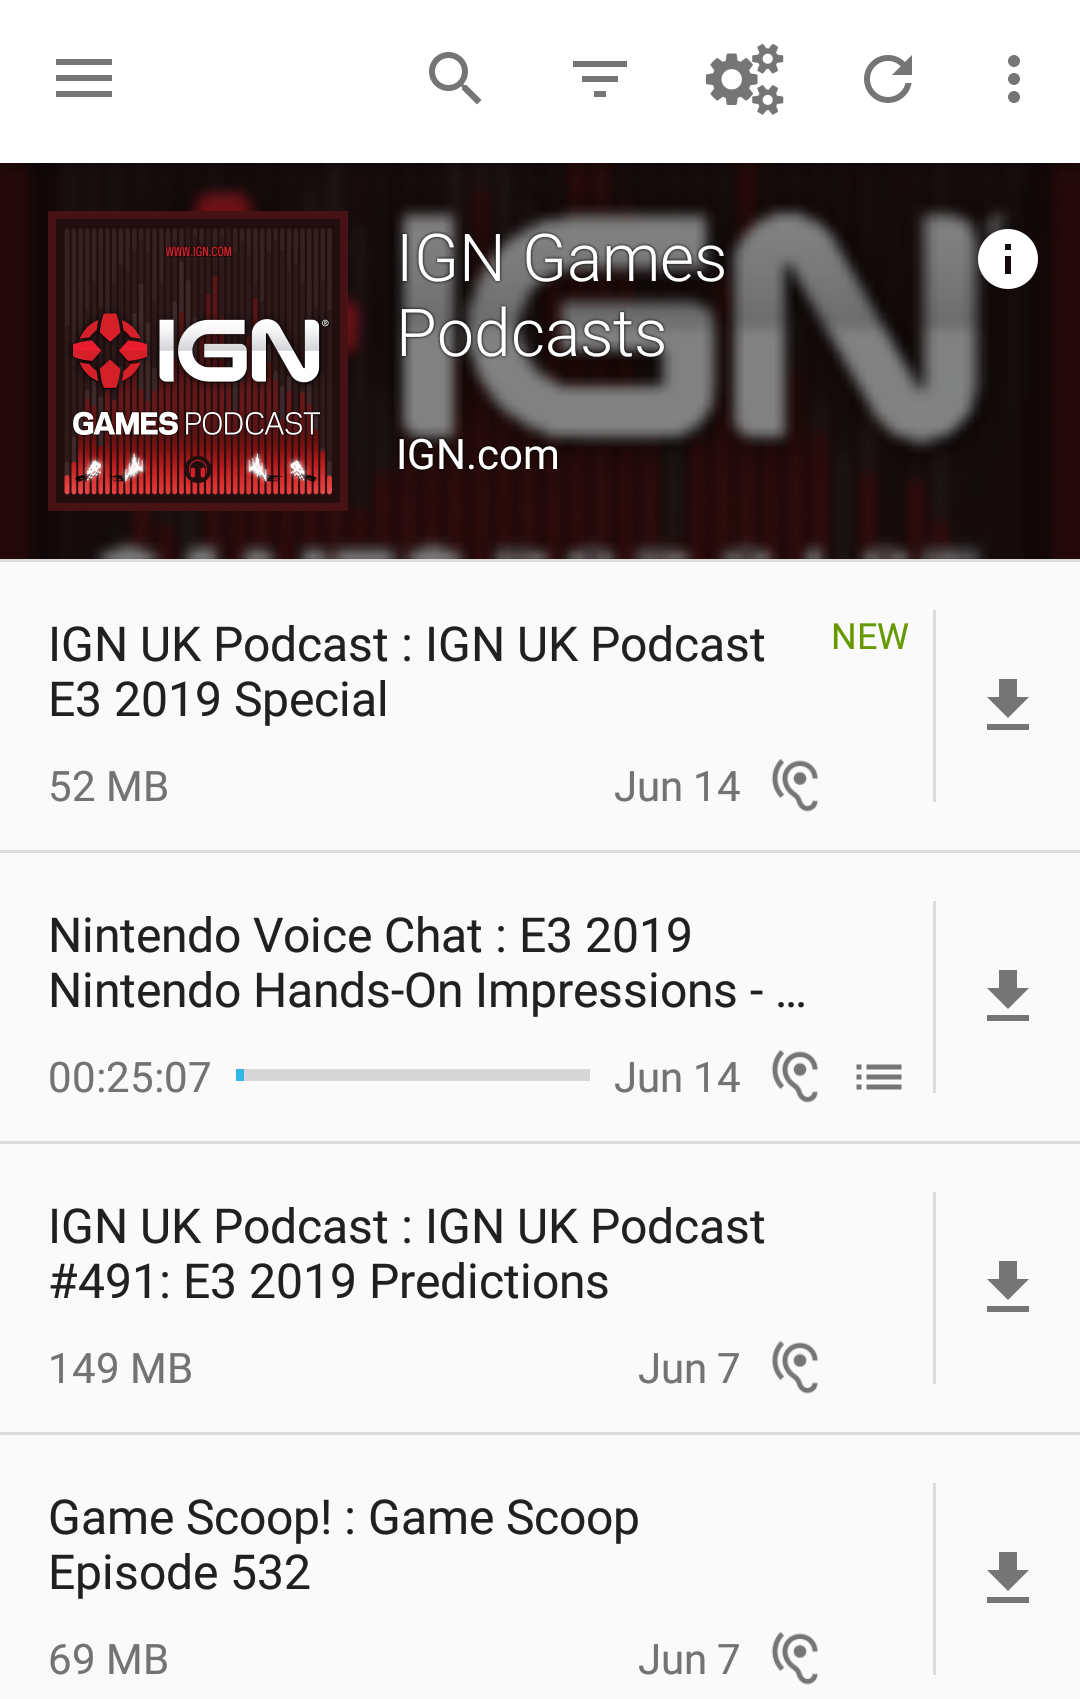 WWW.IGN.COM
IGN®
GAMES PODCAST
IGN Games
Podcasts
IGN.com
IGN UK Podcast : IGN UK Podcast
E3 2019 Special
NEW
52 MB
Jun 14
Nintendo Voice Chat : E3 2019
Nintendo Hands-On Impressions - ...
00:25:07
Jun 14
IGN UK Podcast : IGN UK Podcast
#491: E3 2019 Predictions
149 MB
Jun 7
Game Scoop! : Game Scoop
Episode 532
69 MB
Jun 7